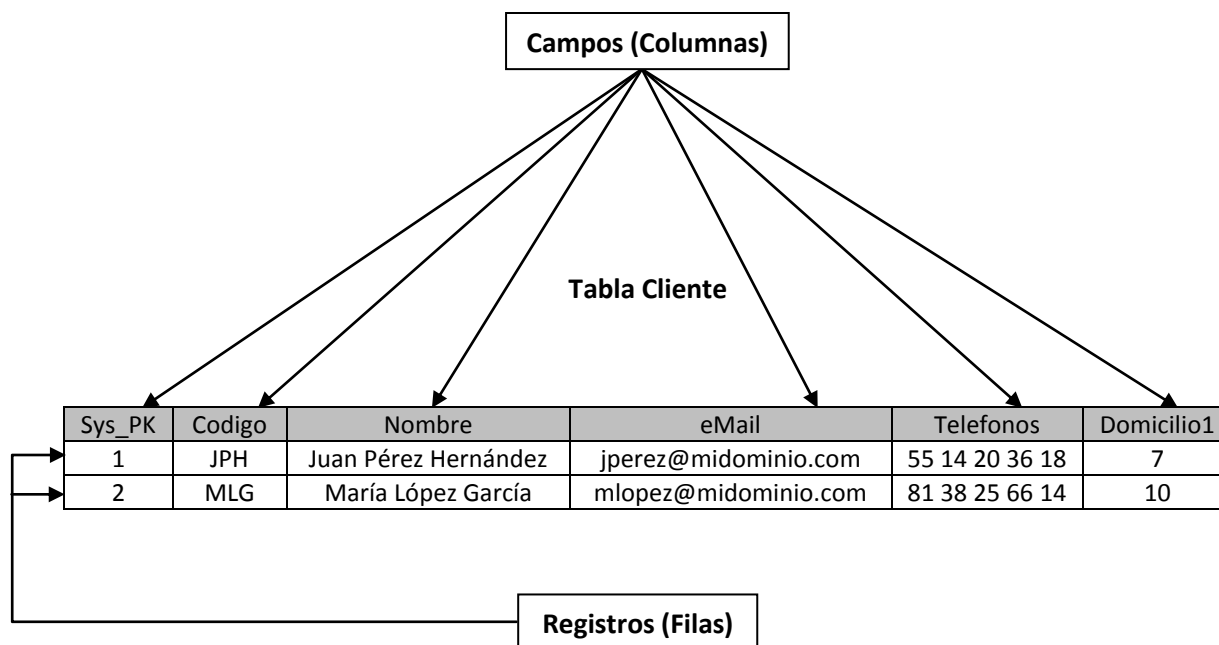 Campos (Columnas)
Tabla Cliente
Sys_PK Codigo Nombre eMail Telefonos Domicilio1
1 JPH Juan Pérez Hernández jperez@midominio.com 55 14 20 36 18 7
2 MLG María López García mlopez@midominio.com 81 38 25 66 14 10
Registros (Filas)